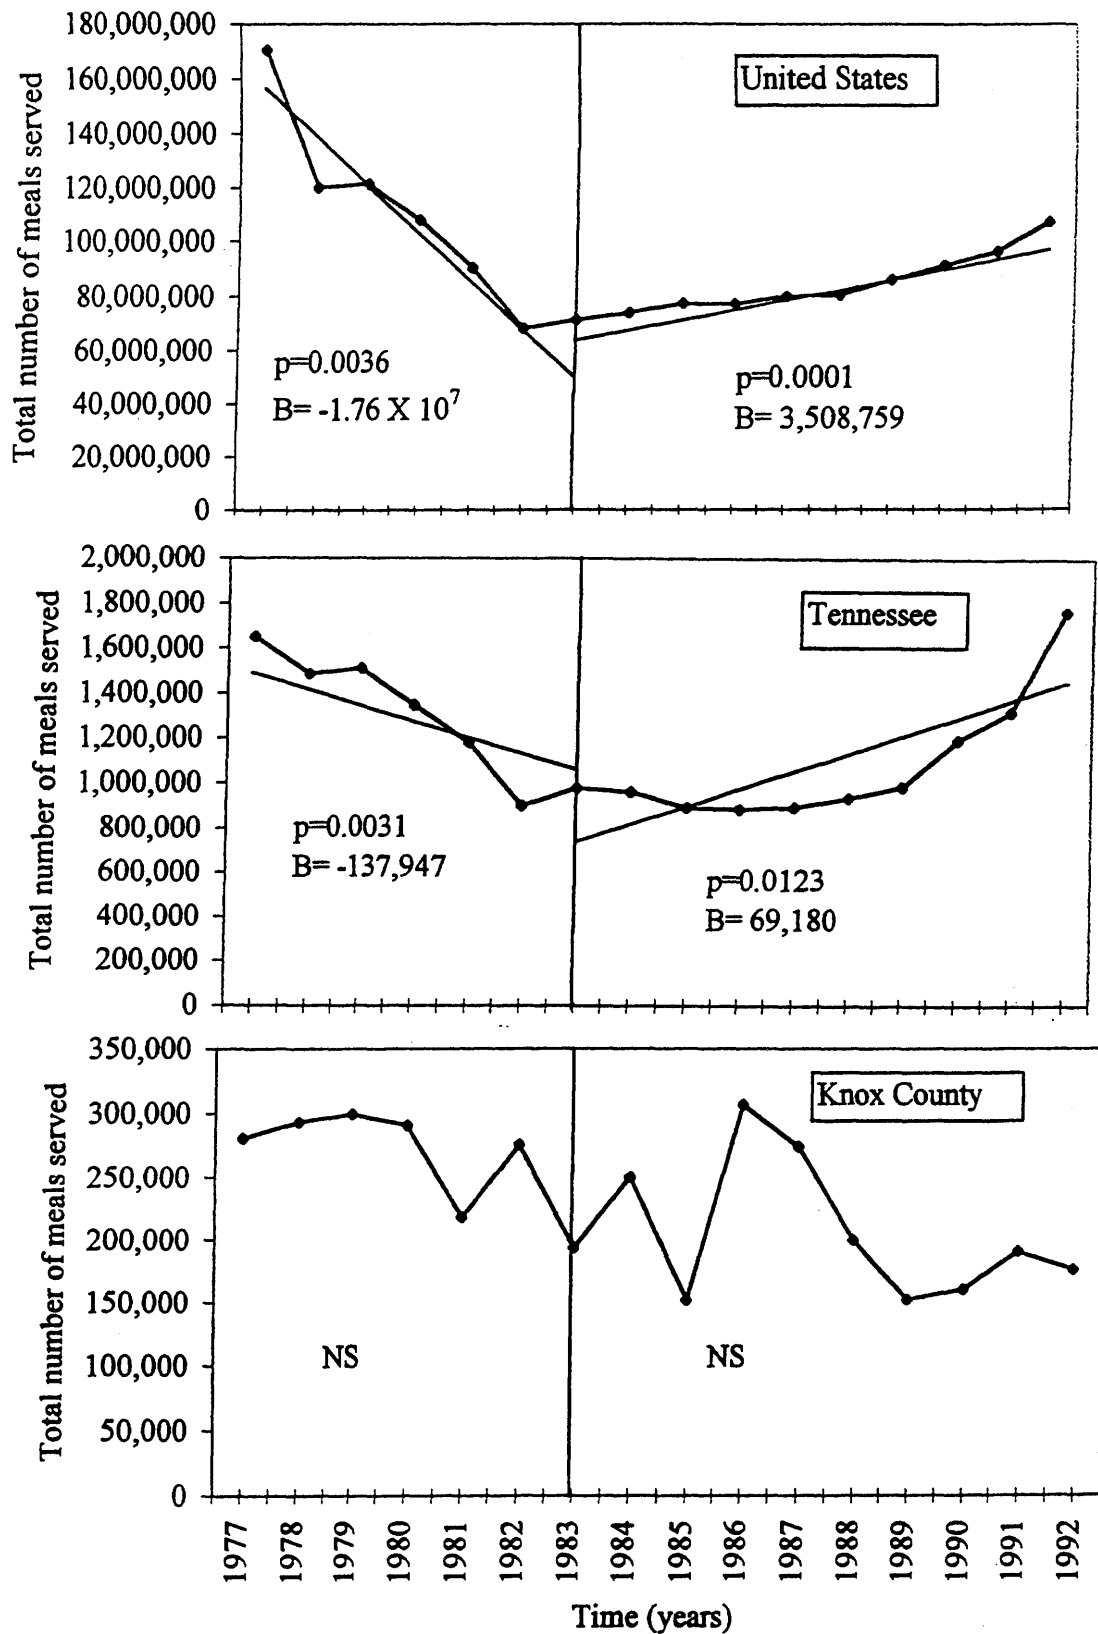 Total number of meals served
180,000,000
160,000,000
140,000,000
120,000,000
100,000,000
80,000,000
60,000,000
40,000,000
20,000,000
0
United States
p=0.0036
B= -1.76 X 10⁷
p=0.0001
B= 3,508,759
Total number of meals served
2,000,000
1,800,000
1,600,000
1,400,000
1,200,000
1,000,000
800,000
600,000
400,000
200,000
0
Tennessee
p=0.0031
B= -137,947
p=0.0123
B= 69,180
Total number of meals served
350,000
300,000
250,000
200,000
150,000
100,000
50,000
0
Knox County
NS
NS
1977
1978
1979
1980
1981
1982
1983
1984
1985
1986
1987
1988
1989
1990
1991
1992
Time (years)